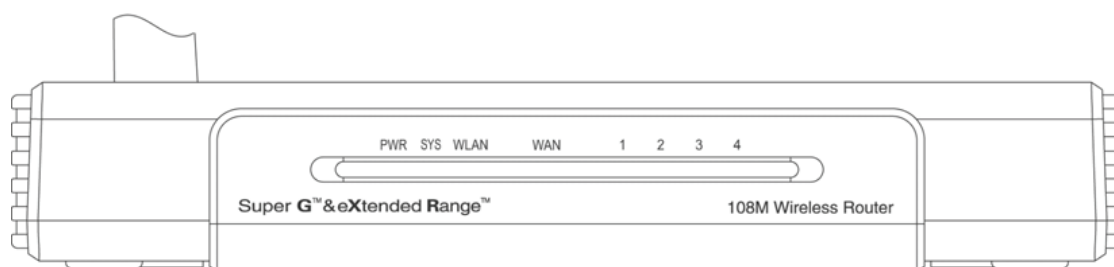 PWR SYS WLAN WAN 1 2 3 4
Super G™&eXtended Range™ 108M Wireless Router